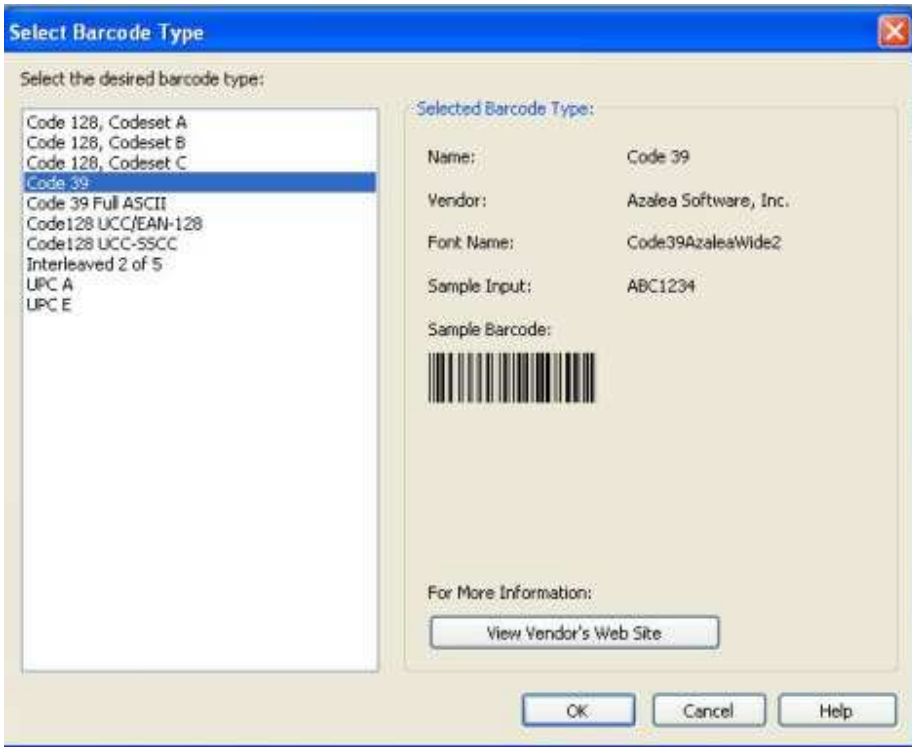 Select Barcode Type
Select the desired barcode type:
Code 128, Codeset A
Code 128, Codeset B
Code 128, Codeset C
Code 39
Code 39 Full ASCII
Code128 UCC/EAN-128
Code128 UCC-SSCC
Interleaved 2 of 5
UPC A
UPC E
Selected Barcode Type:
Name: Code 39
Vendor: Azalea Software, Inc.
Font Name: Code39AzaleaWide2
Sample Input: ABC1234
Sample Barcode:
For More Information:
View Vendor's Web Site
OK Cancel Help